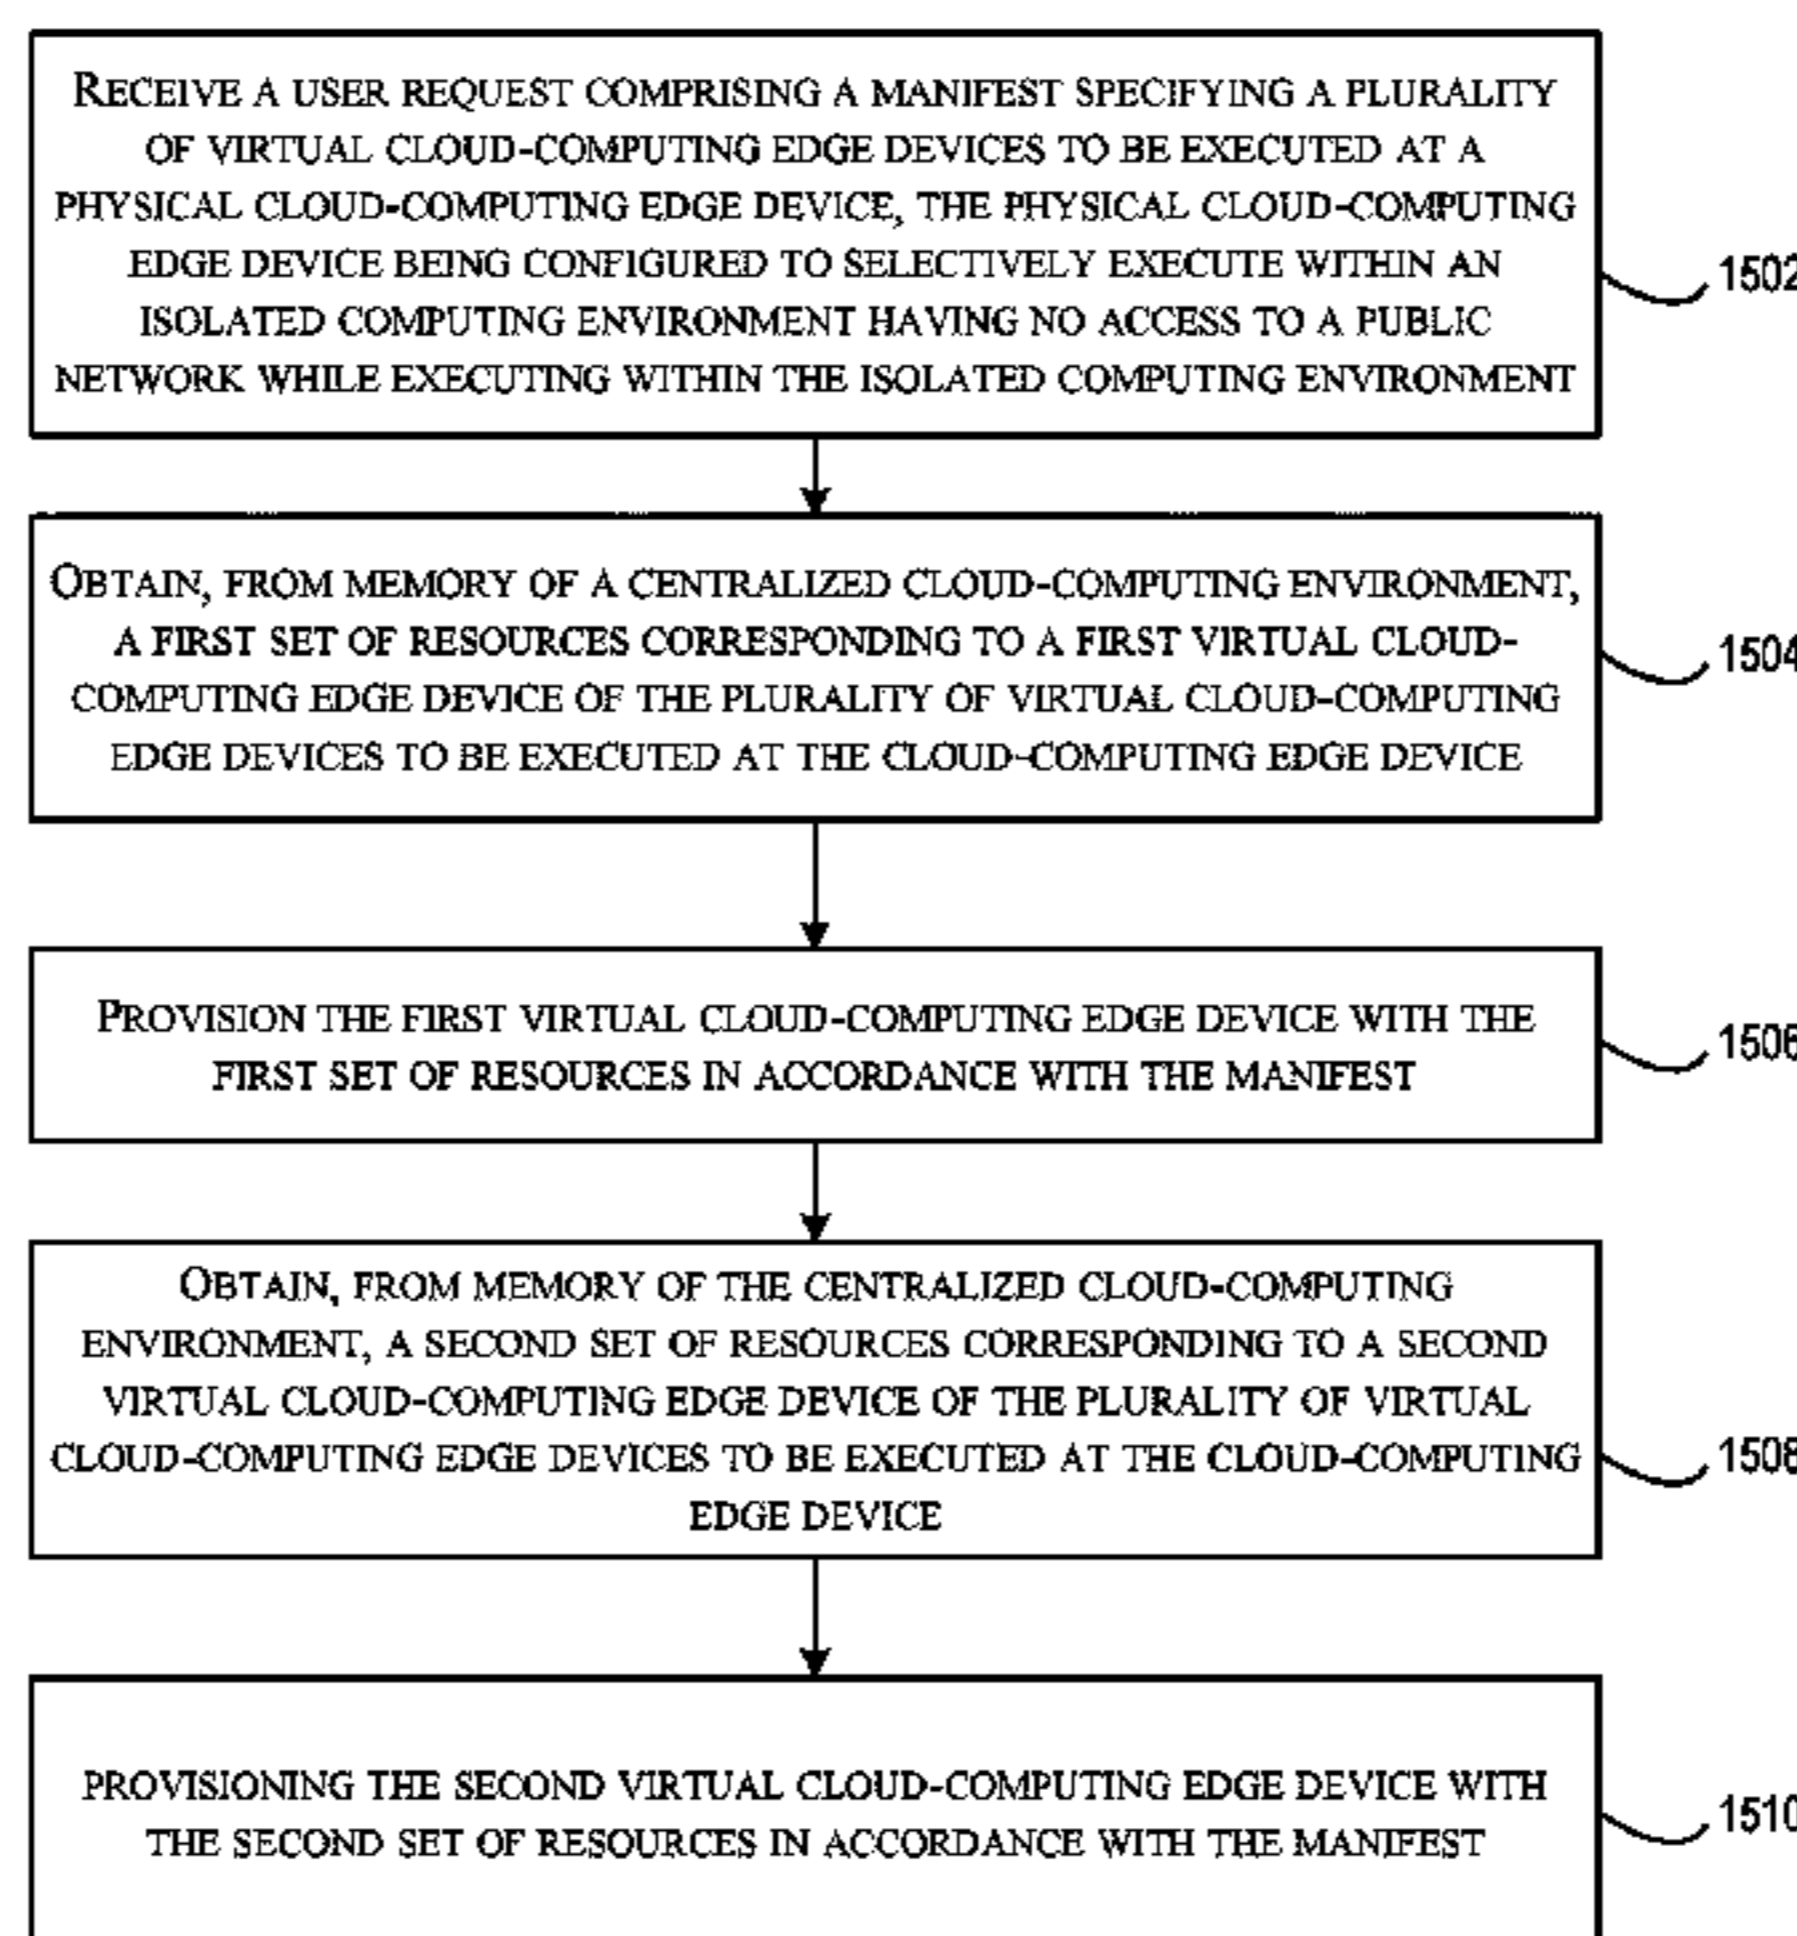 RECEIVE A USER REQUEST COMPRISING A MANIFEST SPECIFYING A PLURALITY
OF VIRTUAL CLOUD-COMPUTING EDGE DEVICES TO BE EXECUTED AT A
PHYSICAL CLOUD-COMPUTING EDGE DEVICE, THE PHYSICAL CLOUD-COMPUTING
EDGE DEVICE BEING CONFIGURED TO SELECTIVELY EXECUTE WITHIN AN
ISOLATED COMPUTING ENVIRONMENT HAVING NO ACCESS TO A PUBLIC
NETWORK WHILE EXECUTING WITHIN THE ISOLATED COMPUTING ENVIRONMENT
1502
OBTAIN, FROM MEMORY OF A CENTRALIZED CLOUD-COMPUTING ENVIRONMENT,
A FIRST SET OF RESOURCES CORRESPONDING TO A FIRST VIRTUAL CLOUD-
COMPUTING EDGE DEVICE OF THE PLURALITY OF VIRTUAL CLOUD-COMPUTING
EDGE DEVICES TO BE EXECUTED AT THE CLOUD-COMPUTING EDGE DEVICE
1504
PROVISION THE FIRST VIRTUAL CLOUD-COMPUTING EDGE DEVICE WITH THE
FIRST SET OF RESOURCES IN ACCORDANCE WITH THE MANIFEST
1506
OBTAIN, FROM MEMORY OF THE CENTRALIZED CLOUD-COMPUTING
ENVIRONMENT, A SECOND SET OF RESOURCES CORRESPONDING TO A SECOND
VIRTUAL CLOUD-COMPUTING EDGE DEVICE OF THE PLURALITY OF VIRTUAL
CLOUD-COMPUTING EDGE DEVICES TO BE EXECUTED AT THE CLOUD-COMPUTING
EDGE DEVICE
1508
PROVISIONING THE SECOND VIRTUAL CLOUD-COMPUTING EDGE DEVICE WITH
THE SECOND SET OF RESOURCES IN ACCORDANCE WITH THE MANIFEST
1510